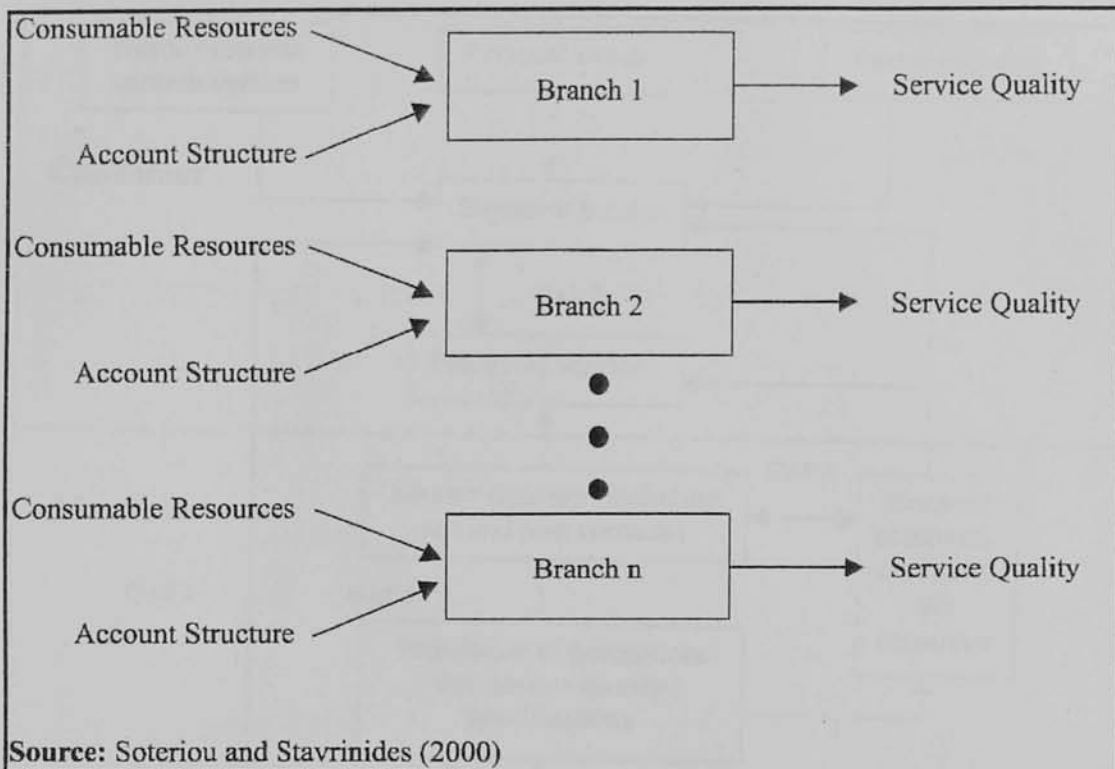 Consumable Resources
Branch 1
Service Quality
Account Structure
Consumable Resources
Branch 2
Service Quality
Account Structure
Consumable Resources
Branch n
Service Quality
Account Structure
Source: Soteriou and Stavrinides (2000)